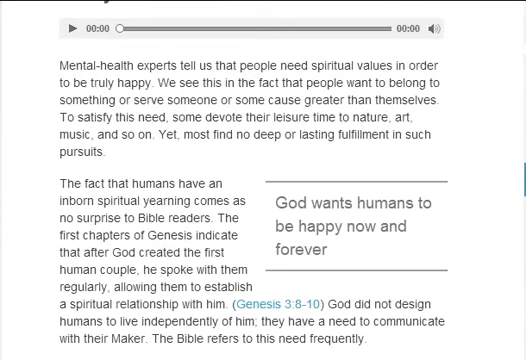 00:00 00:00
Mental-health experts tell us that people need spiritual values in order
to be truly happy. We see this in the fact that people want to belong to
something or serve someone or some cause greater than themselves.
To satisfy this need, some devote their leisure time to nature, art,
music, and so on. Yet, most find no deep or lasting fulfillment in such
pursuits.
The fact that humans have an
inborn spiritual yearning comes as
no surprise to Bible readers. The
first chapters of Genesis indicate
that after God created the first
human couple, he spoke with them
regularly, allowing them to establish
a spiritual relationship with him. (Genesis 3:8-10) God did not design
humans to live independently of him; they have a need to communicate
with their Maker. The Bible refers to this need frequently.
God wants humans to
be happy now and
forever